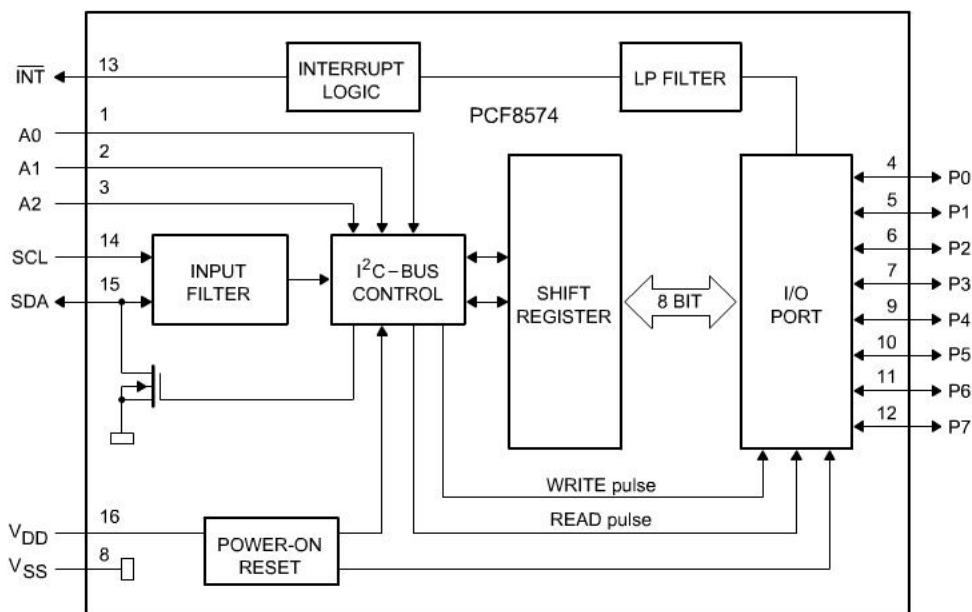 INT
13
INTERRUPT
LOGIC
LP FILTER
PCF8574
A0
1
A1
2
A2
3
SCL
14
SDA
15
INPUT
FILTER
I²C–BUS
CONTROL
SHIFT
REGISTER
8 BIT
I/O
PORT
4
P0
5
P1
6
P2
7
P3
9
P4
10
P5
11
P6
12
P7
WRITE pulse
READ pulse
VDD
16
VSS
8
POWER-ON
RESET